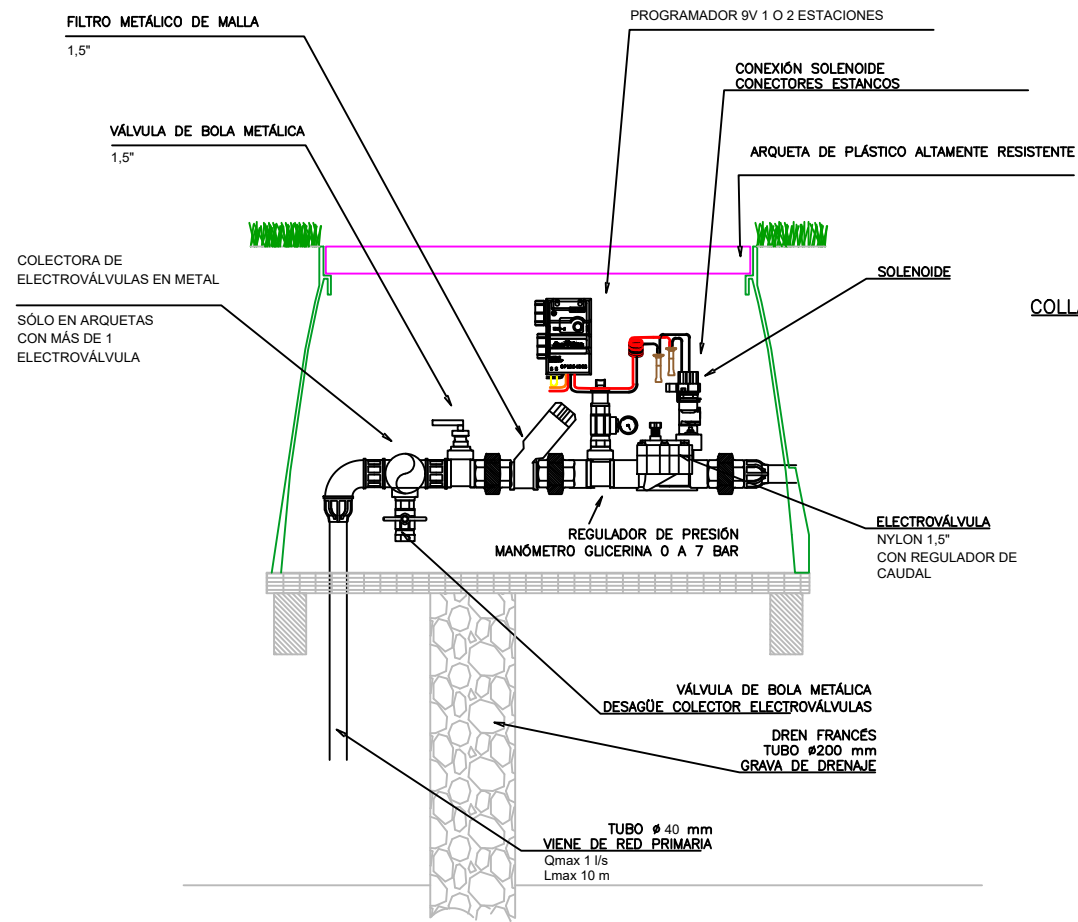 FILTRO METÁLICO DE MALLA
1,5"
PROGRAMADOR 9V 1 O 2 ESTACIONES
CONEXIÓN SOLENOIDE
CONECTORES ESTANCOS
VÁLVULA DE BOLA METÁLICA
1,5"
ARQUETA DE PLÁSTICO ALTAMENTE RESISTENTE
COLECTORA DE
ELECTROVÁLVULAS EN METAL
SÓLO EN ARQUETAS
CON MÁS DE 1
ELECTROVÁLVULA
SOLENOIDE
COLLA
REGULADOR DE PRESIÓN
MANÓMETRO GLICERINA 0 A 7 BAR
ELECTROVÁLVULA
NYLON 1,5"
CON REGULADOR DE
CAUDAL
VÁLVULA DE BOLA METÁLICA
DESAGÜE COLECTOR ELECTROVÁLVULAS
DREN FRANCÉS
TUBO Ø200 mm
GRAVA DE DRENAJE
TUBO Ø 40 mm
VIENE DE RED PRIMARIA
Qmax 1 l/s
Lmax 10 m